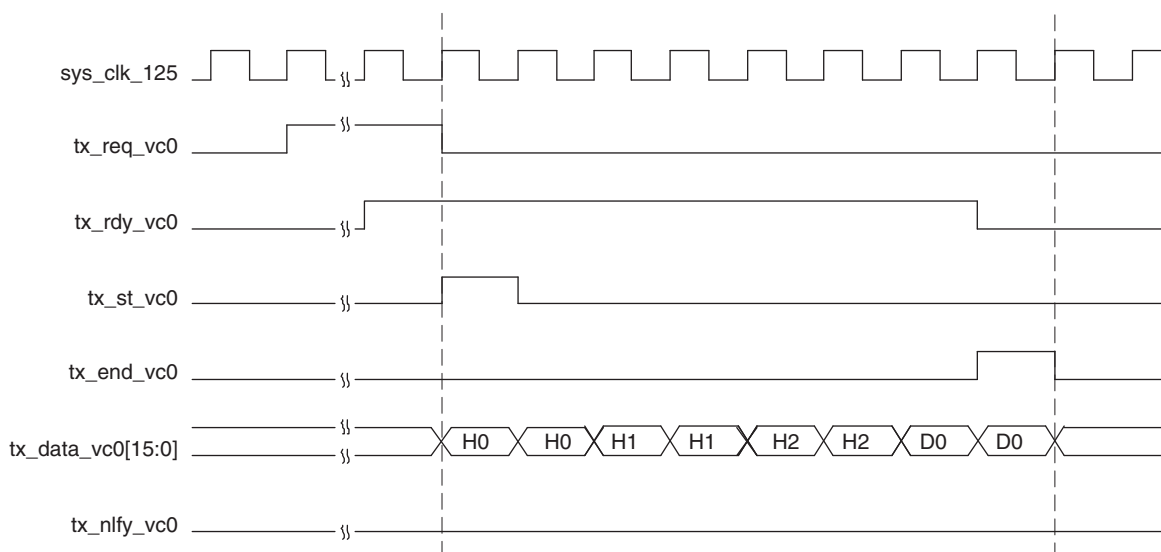 sys_clk_125
tx_req_vc0
tx_rdy_vc0
tx_st_vc0
tx_end_vc0
tx_data_vc0[15:0] H0 H0 H1 H1 H2 H2 D0 D0
tx_nlfy_vc0